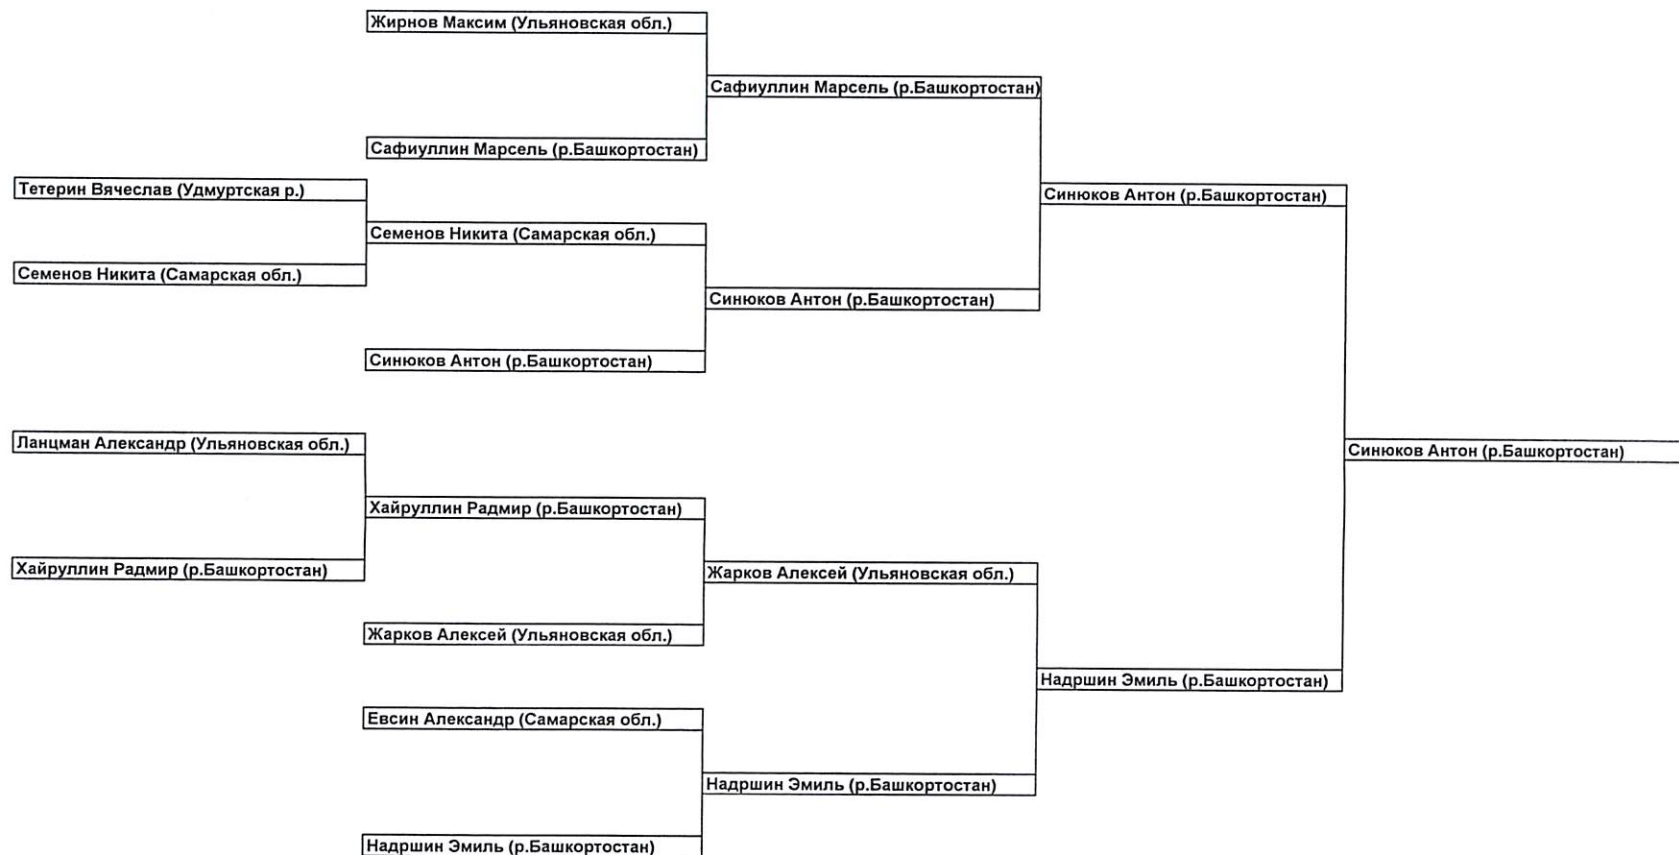 Жирнов Максим (Ульяновская обл.)
Сафиуллин Марсель (р.Башкортостан)
Сафиуллин Марсель (р.Башкортостан)
Тетерин Вячеслав (Удмуртская р.)
Синюков Антон (р.Башкортостан)
Семенов Никита (Самарская обл.)
Семенов Никита (Самарская обл.)
Синюков Антон (р.Башкортостан)
Синюков Антон (р.Башкортостан)
Ланцман Александр (Ульяновская обл.)
Синюков Антон (р.Башкортостан)
Хайруллин Радмир (р.Башкортостан)
Хайруллин Радмир (р.Башкортостан)
Жарков Алексей (Ульяновская обл.)
Жарков Алексей (Ульяновская обл.)
Надршин Эмиль (р.Башкортостан)
Евсин Александр (Самарская обл.)
Надршин Эмиль (р.Башкортостан)
Надршин Эмиль (р.Башкортостан)